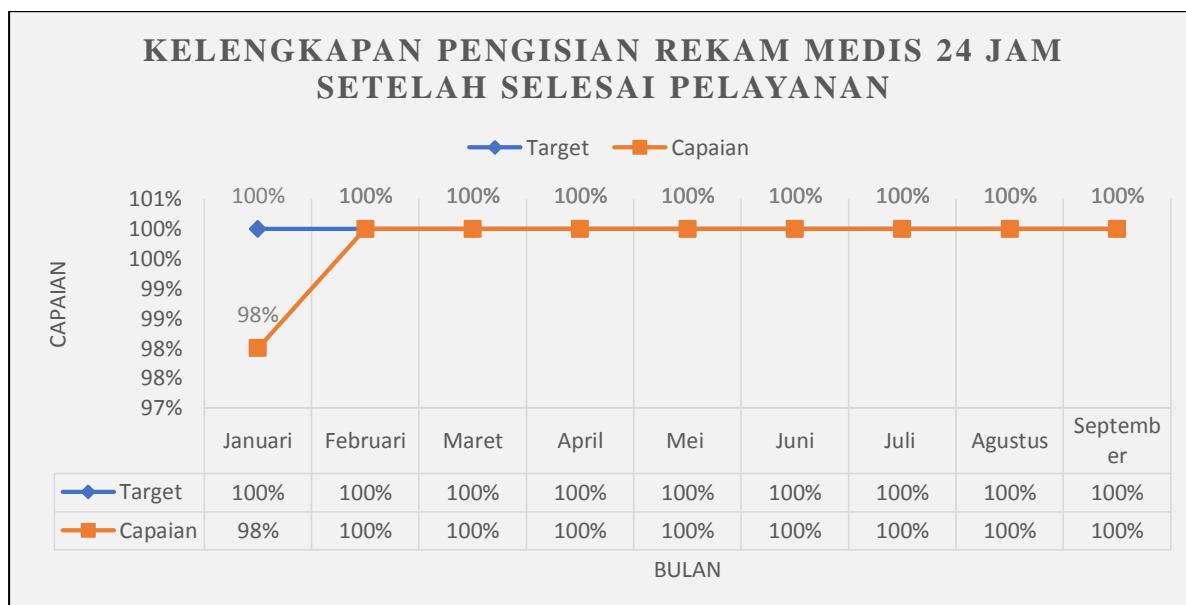 KELENGKAPAN PENGISIAN REKAM MEDIS 24 JAM
SETELAH SELESAI PELAYANAN
Target Capaian
100% 100% 100% 100% 100% 100% 100% 100% 100%
101%
100%
100%
99%
99%
98%
98%
97%
98%
CAPAIAN
Januari Februari Maret April Mei Juni Juli Agustus Septemb
er
Target 100% 100% 100% 100% 100% 100% 100% 100% 100%
Capaian 98% 100% 100% 100% 100% 100% 100% 100% 100%
BULAN